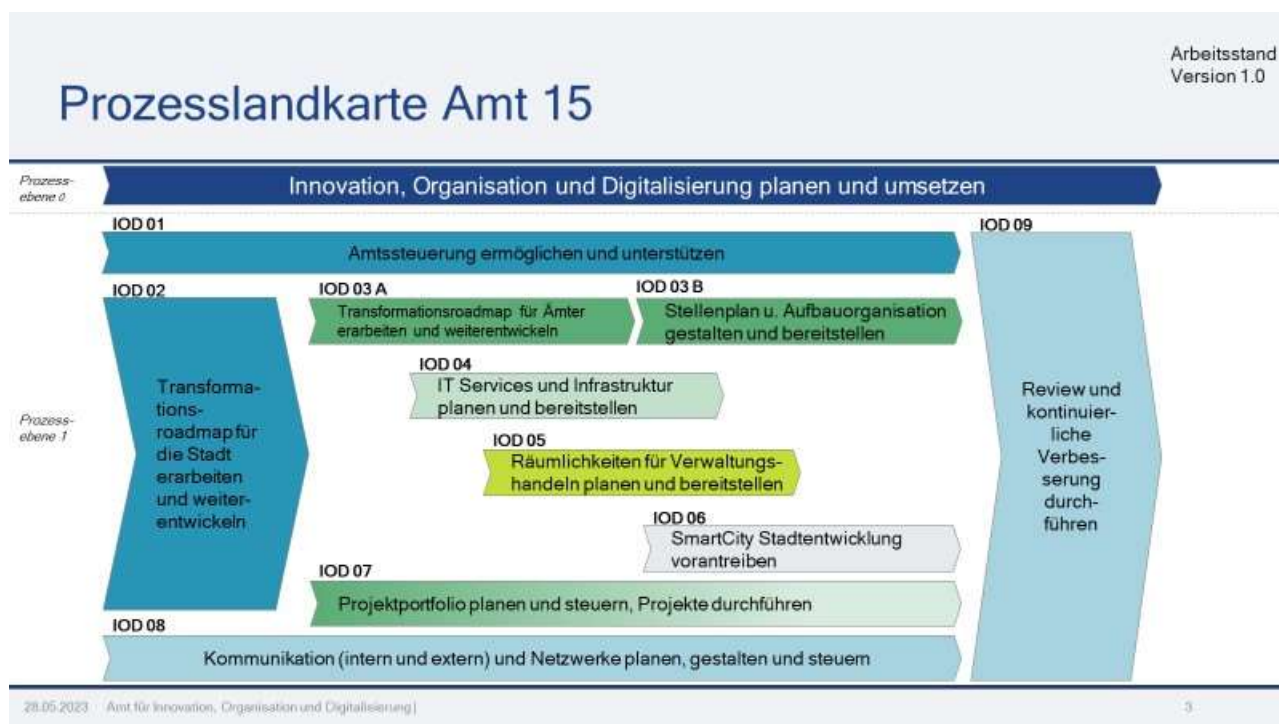 Arbeitsstand
Version 1.0
Prozesslandkarte Amt 15
Prozess-
ebene 0
Innovation, Organisation und Digitalisierung planen und umsetzen
IOD 01
IOD 09
Amtssteuerung ermöglichen und unterstützen
IOD 02
IOD 03 A
IOD 03 B
Transformationsroadmap für Ämter
erarbeiten und weiterentwickeln
Stellenplan u. Aufbauorganisation
gestalten und bereitstellen
IOD 04
IT Services und Infrastruktur
planen und bereitstellen
Transforma-
tions-
roadmap für
die Stadt
erarbeiten
und weiter-
entwickeln
Review und
kontinuier-
liche
Verbes-
serung
durch-
führen
Prozess-
ebene 1
IOD 05
Räumlichkeiten für Verwaltungs-
handeln planen und bereitstellen
IOD 06
SmartCity Stadtentwicklung
vorantreiben
IOD 07
Projektportfolio planen und steuern, Projekte durchführen
IOD 08
Kommunikation (intern und extern) und Netzwerke planen, gestalten und steuern
28.05.2023 Amt für Innovation, Organisation und Digitalisierung|
3